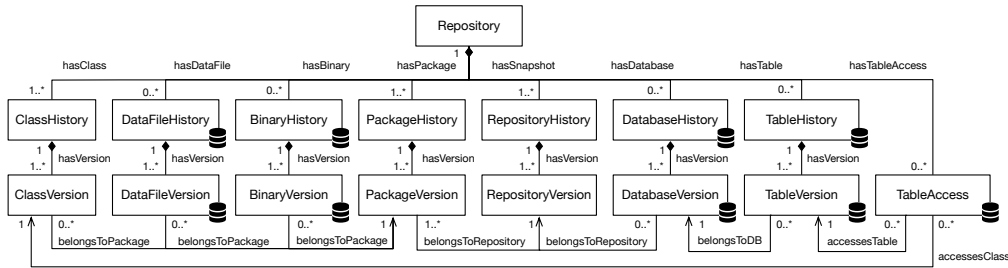 Repository
1
hasClass hasDataFile hasBinary hasPackage hasSnapshot hasDatabase hasTable hasTableAccess
1..* 0..* 0..* 1..* 1..* 0..* 0..*
ClassHistory DataFileHistory BinaryHistory PackageHistory RepositoryHistory DatabaseHistory TableHistory
1 1 1 1 1 1 1
hasVersion hasVersion hasVersion hasVersion hasVersion hasVersion hasVersion
1..* 1..* 1..* 1..* 1..* 1..* 1..* 0..*
ClassVersion DataFileVersion BinaryVersion PackageVersion RepositoryVersion DatabaseVersion TableVersion TableAccess
1 0..* 0..* 0..* 1 1..* 1 0..* 1 0..* 1 0..* 0..*
belongsToPackage belongsToPackage belongsToPackage belongsToRepository belongsToRepository belongsToDB accessesTable
accessesClass